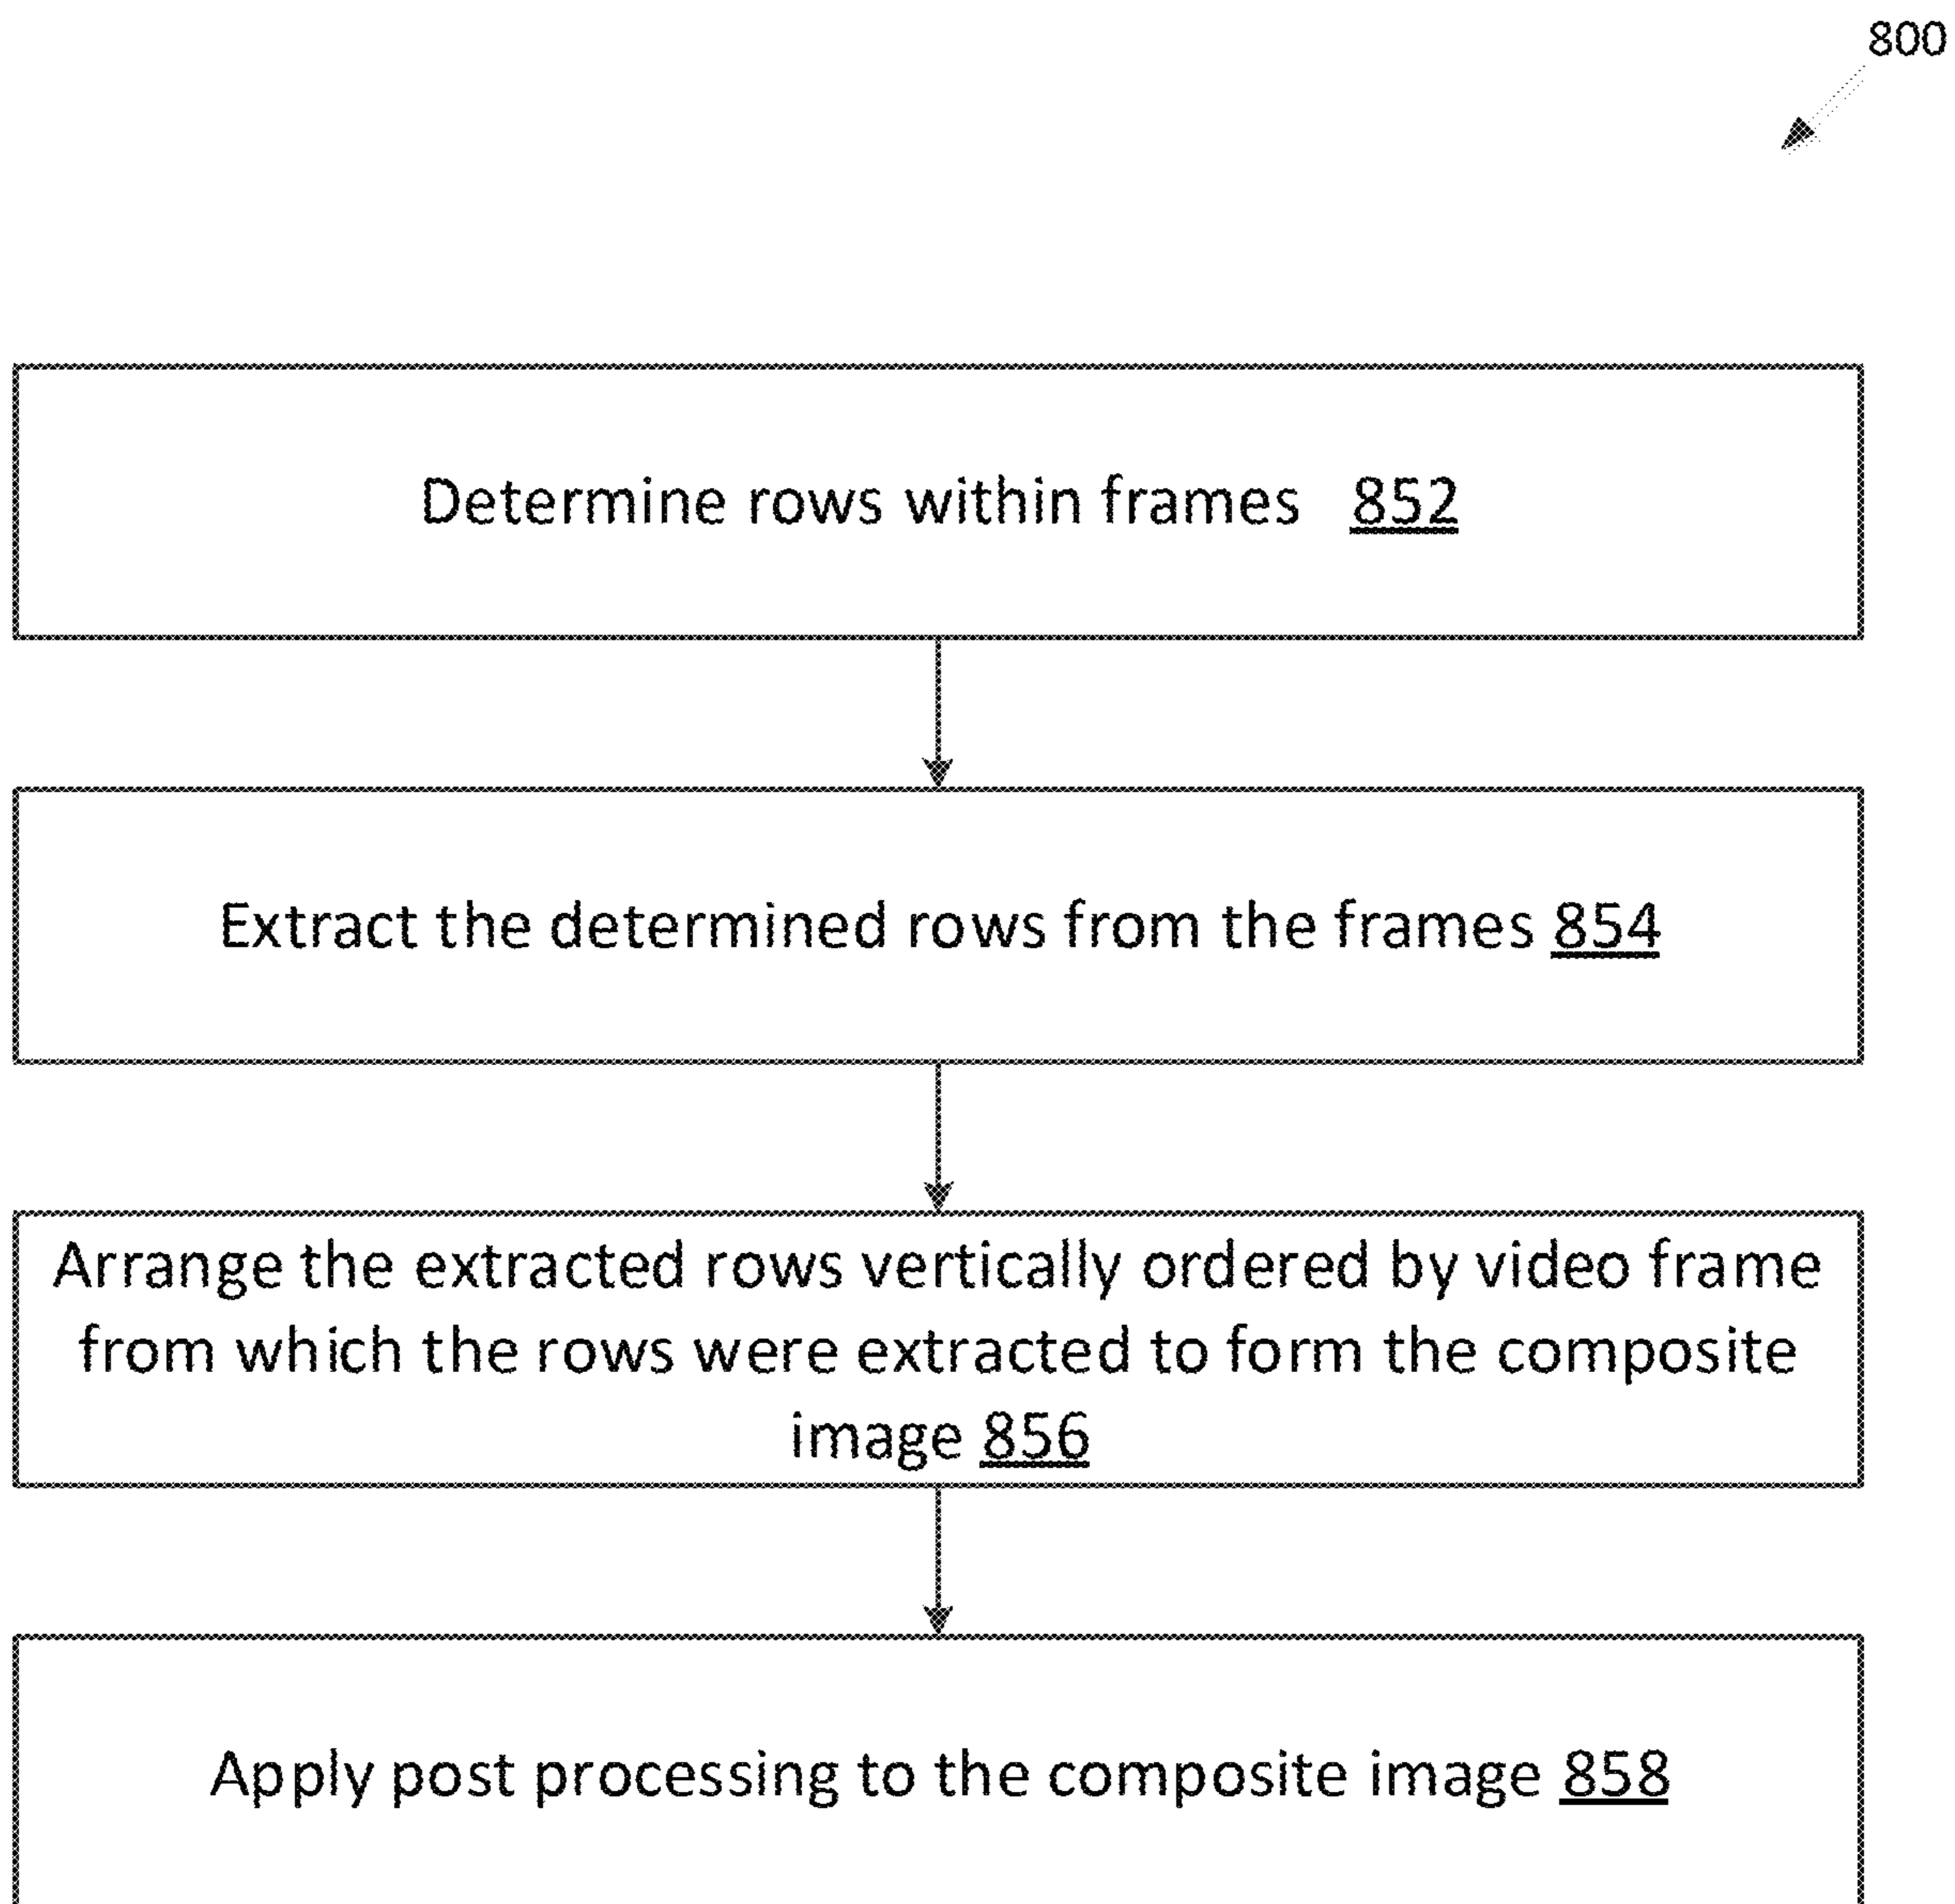 800
Determine rows within frames 852
Extract the determined rows from the frames 854
Arrange the extracted rows vertically ordered by video frame
from which the rows were extracted to form the composite
image 856
Apply post processing to the composite image 858